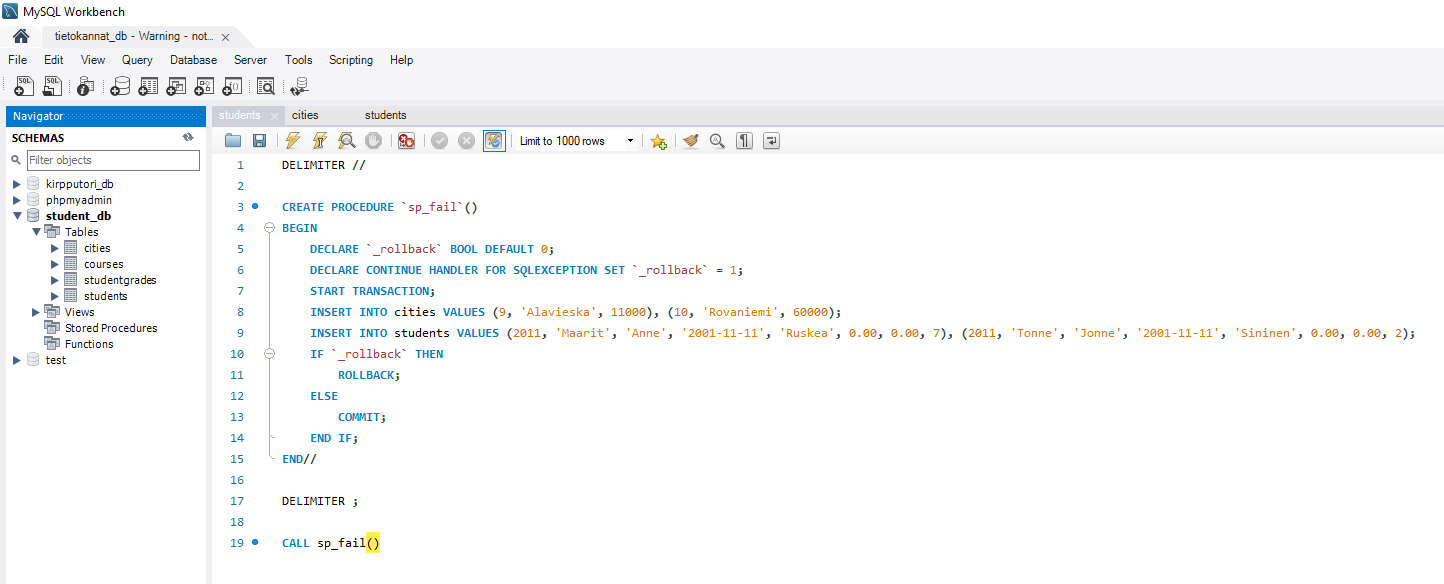 MySQL Workbench
tietokannat_db - Warning - not...
File Edit View Query Database Server Tools Scripting Help
Navigator
SCHEMAS
Filter objects
kirpputori_db
phpmyadmin
student_db
Tables
cities
courses
studentgrades
students
Views
Stored Procedures
Functions
test
students cities students
Limit to 1000 rows
1 DELIMITER //
2
3 CREATE PROCEDURE `sp_fail`()
4 BEGIN
5 DECLARE `_rollback` BOOL DEFAULT 0;
6 DECLARE CONTINUE HANDLER FOR SQLEXCEPTION SET `_rollback` = 1;
7 START TRANSACTION;
8 INSERT INTO cities VALUES (9, 'Alavieska', 11000), (10, 'Rovaniemi', 60000);
9 INSERT INTO students VALUES (2011, 'Maarit', 'Anne', '2001-11-11', 'Ruskea', 0.00, 0.00, 7), (2011, 'Tonne', 'Jonne', '2001-11-11', 'Sininen', 0.00, 0.00, 2);
10 IF `_rollback` THEN
11 ROLLBACK;
12 ELSE
13 COMMIT;
14 END IF;
15 END//
16
17 DELIMITER ;
18
19 CALL sp_fail()